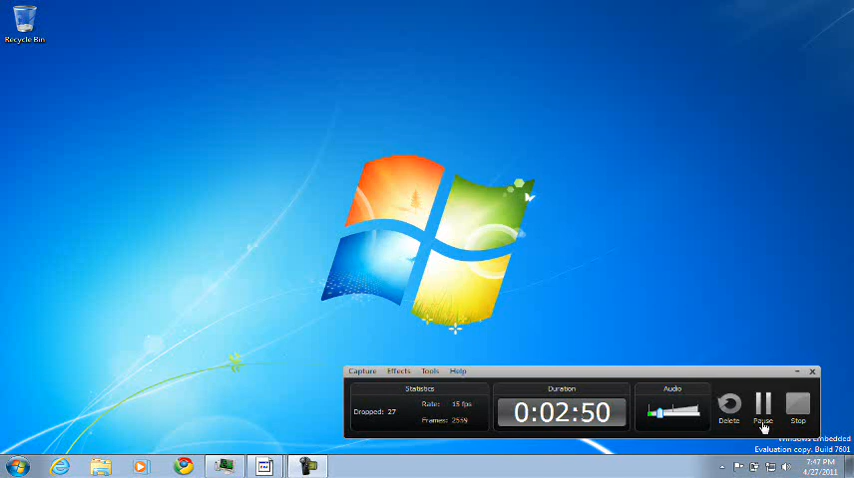 Recycle Bin
Capture Effects Tools Help
Statistics
Dropped: 27
Rate: 15 fps
Frames: 2559
Duration
0:02:50
Audio
Delete
Pause
Stop
Windows Embedded
Evaluation copy. Build 7601
7:47 PM
4/27/2011